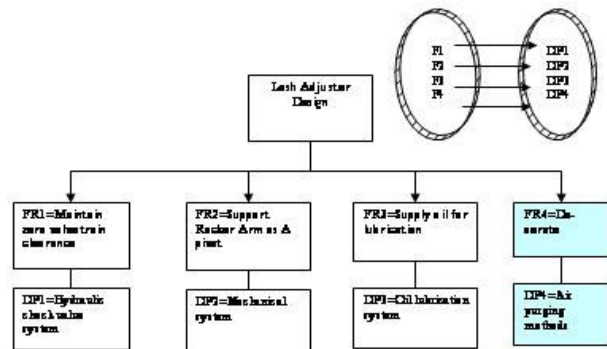 F1
F2
F3
F4
DP1
DP2
DP3
DP4
Lash Adjuster
Design
FR1=Maintain
zero valve train
clearance
FR2=Support
Rocker Arm as A
pivot
FR3=Supply oil for
lubrication
FR4=De-
aerate
DP1=Hydraulic
check valve
system
DP2=Mechanical
system
DP3=Oil lubrication
system
DP4=Air
purging
methods